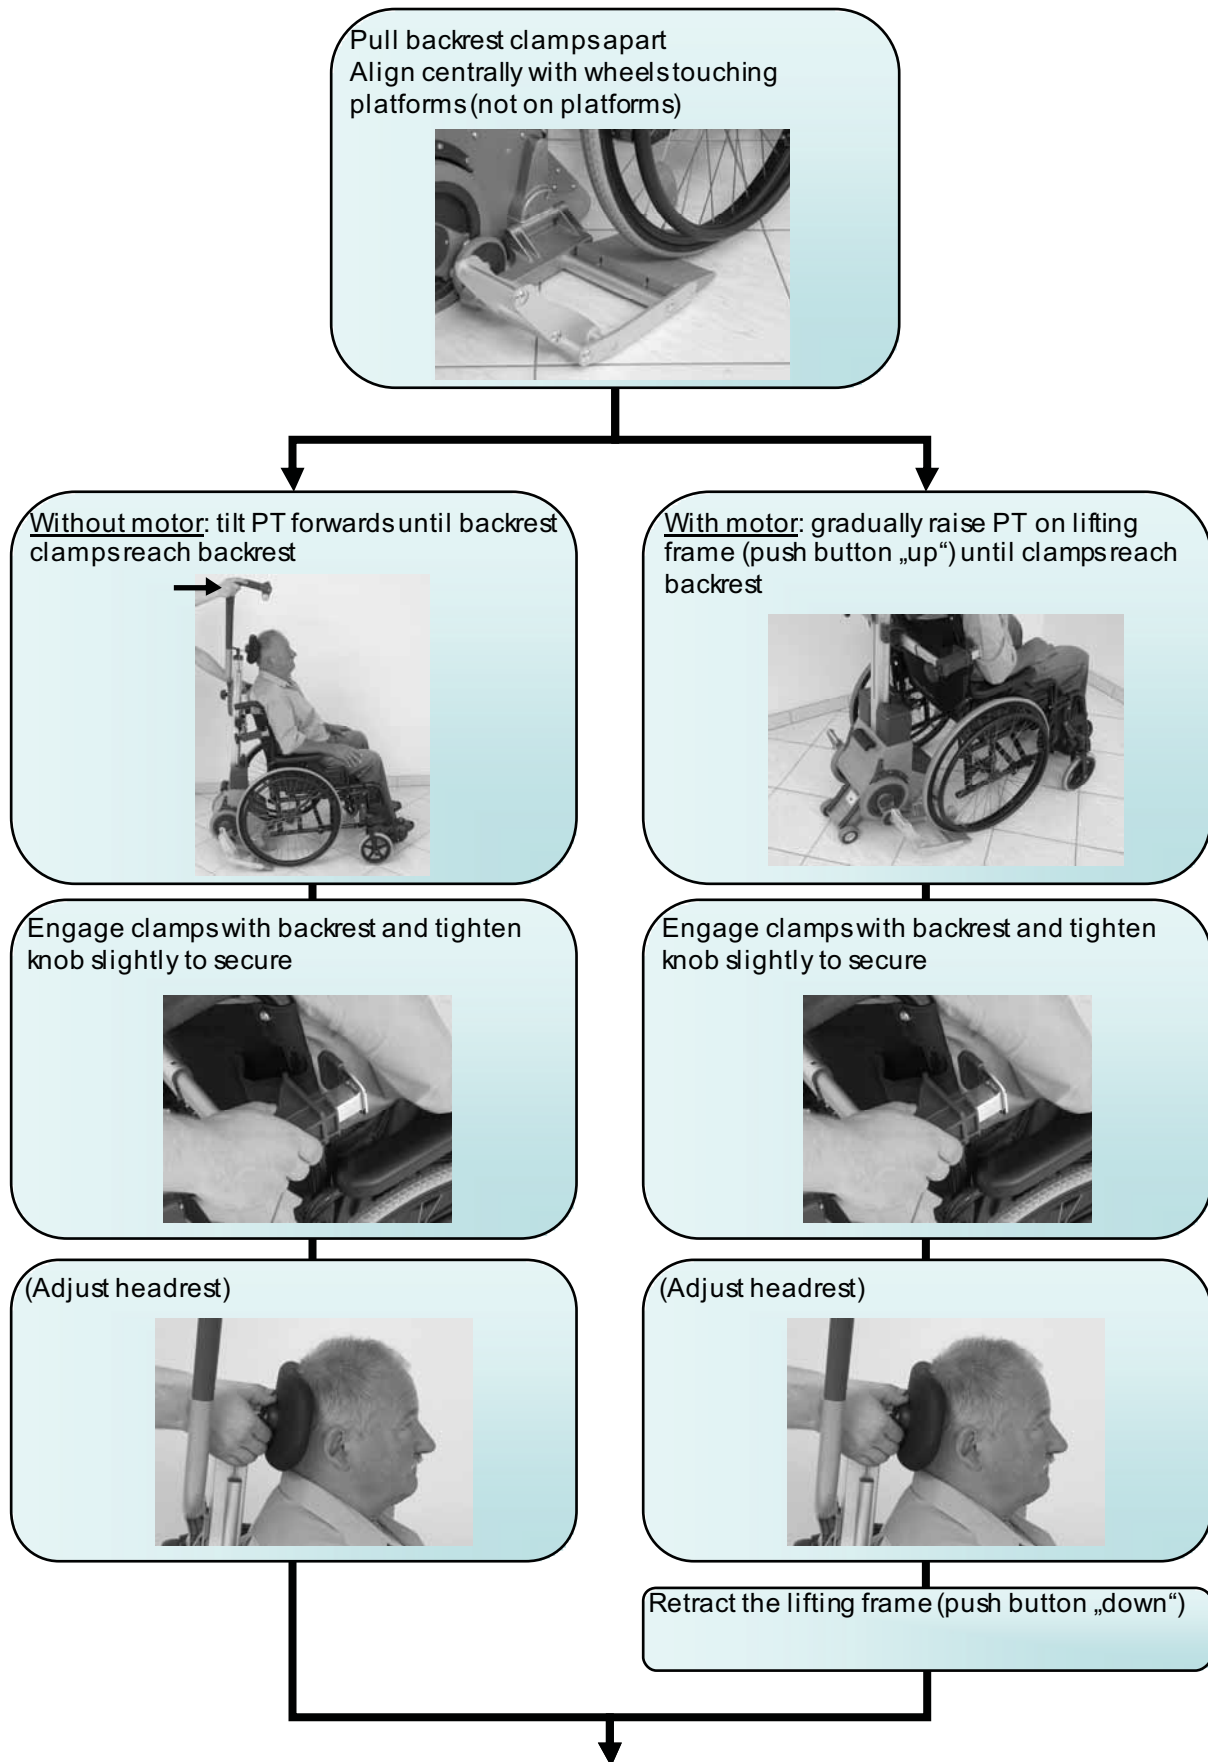 Pull backrest clamps apart
Align centrally with wheels touching
platforms (not on platforms)
Without motor: tilt PT forwards until backrest
clamps reach backrest
With motor: gradually raise PT on lifting
frame (push button „up“) until clamps reach
backrest
Engage clamps with backrest and tighten
knob slightly to secure
Engage clamps with backrest and tighten
knob slightly to secure
(Adjust headrest)
(Adjust headrest)
Retract the lifting frame (push button „down“)